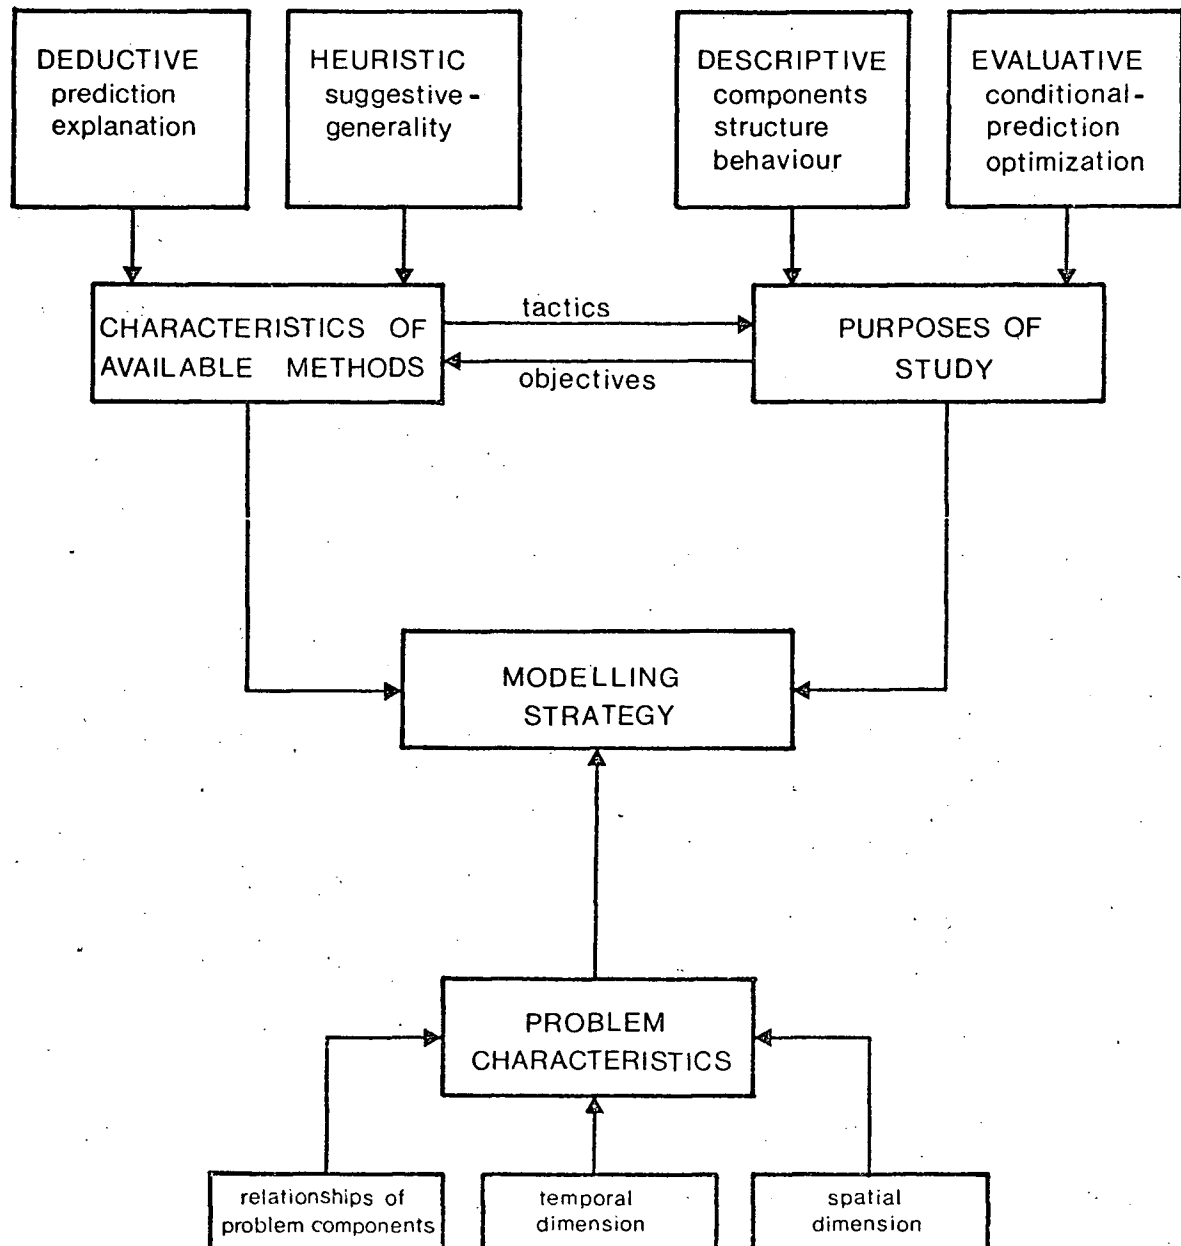 DEDUCTIVE
prediction
explanation
HEURISTIC
suggestive-
generality
DESCRIPTIVE
components
structure
behaviour
EVALUATIVE
conditional-
prediction
optimization
CHARACTERISTICS OF
AVAILABLE METHODS
tactics
objectives
PURPOSES OF
STUDY
MODELLING
STRATEGY
PROBLEM
CHARACTERISTICS
relationships of
problem components
temporal
dimension
spatial
dimension